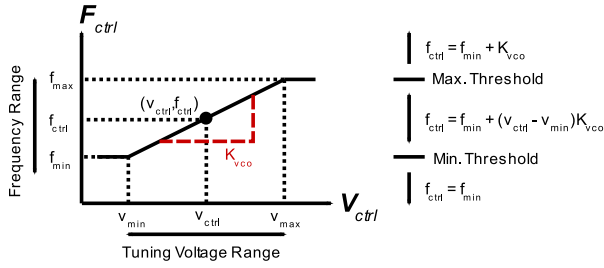 F_ctrl
Frequency Range
f_max
f_ctrl
f_min
(v_ctrl,f_ctrl)
K_vco
v_min
v_ctrl
v_max
V_ctrl
Tuning Voltage Range
f_ctrl = f_min + K_vco
Max. Threshold
f_ctrl = f_min + (v_ctrl - v_min)K_vco
Min. Threshold
f_ctrl = f_min